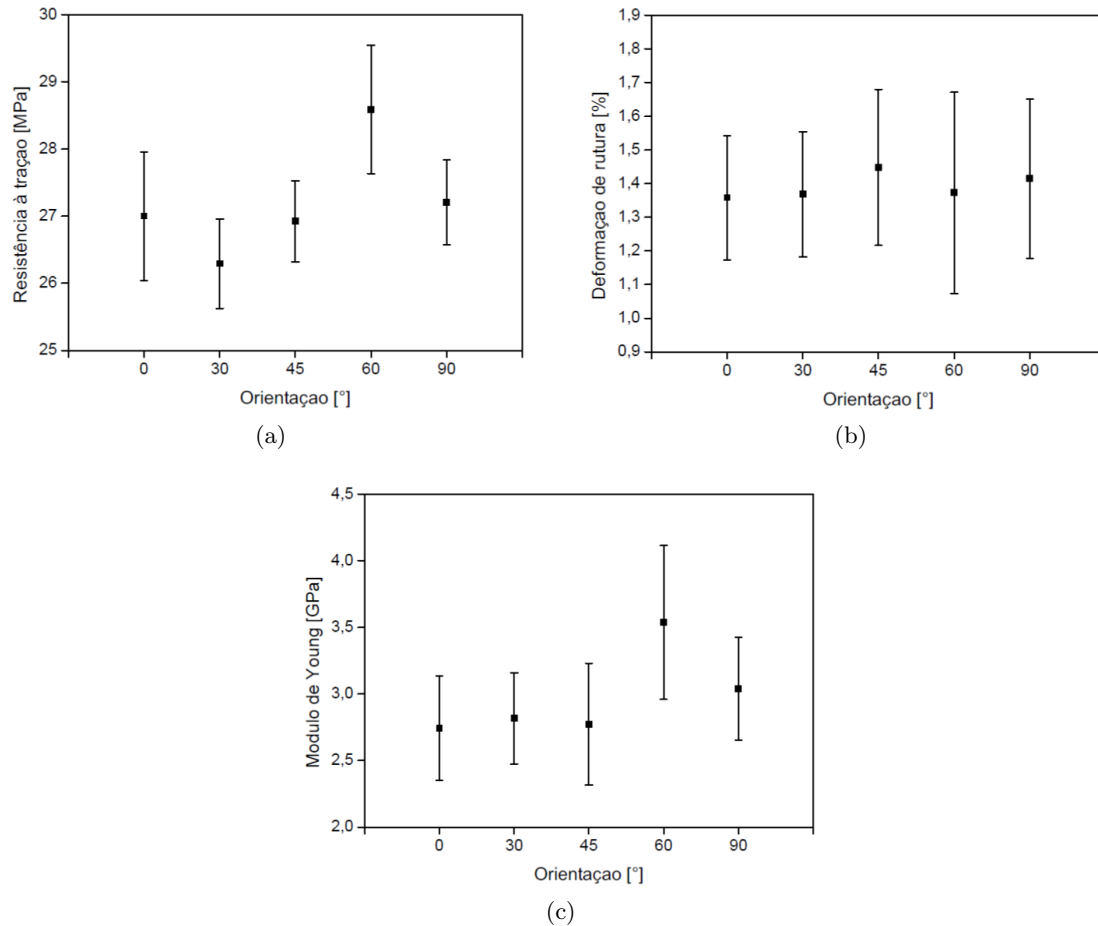 30
29
28
27
26
25
Resistência à traçao [MPa]
0 30 45 60 90
Orientaçao [°]
(a)
1,9
1,8
1,7
1,6
1,5
1,4
1,3
1,2
1,1
1,0
0,9
Deformaçao de rutura [%]
0 30 45 60 90
Orientaçao [°]
(b)
4,5
4,0
3,5
3,0
2,5
2,0
Modulo de Young [GPa]
0 30 45 60 90
Orientaçao [°]
(c)